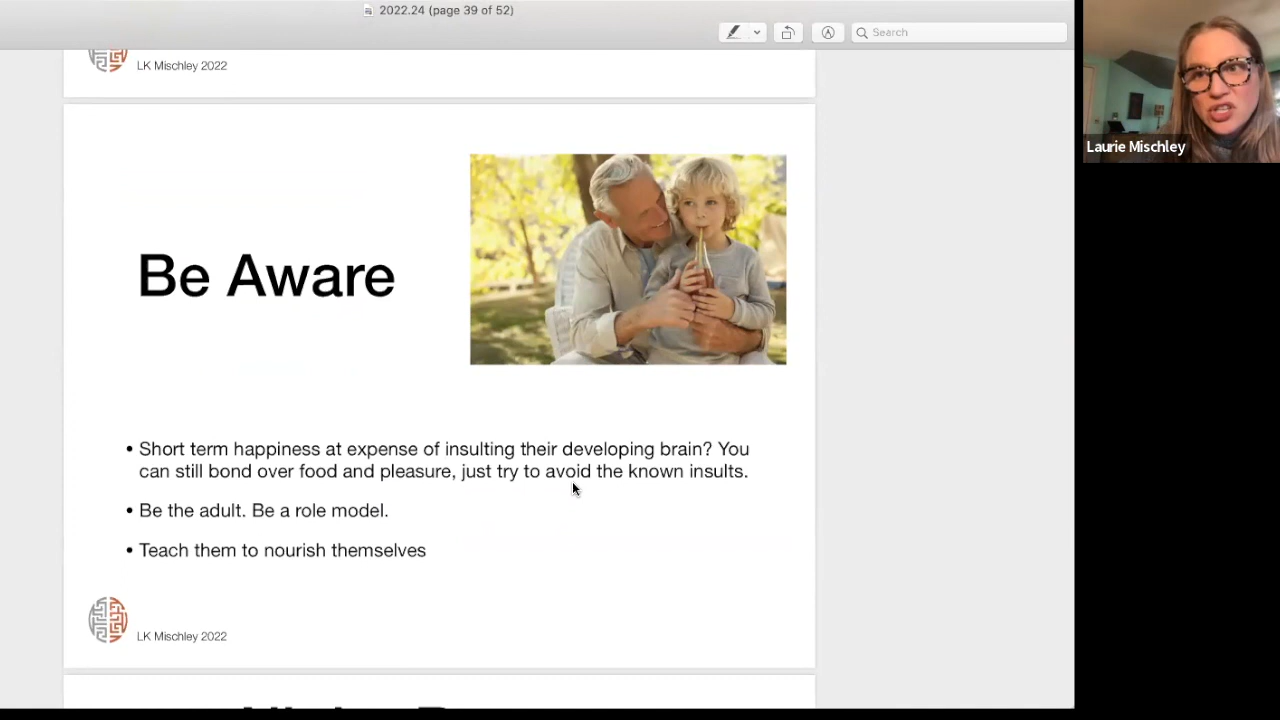 2022.24 (page 39 of 52)
Search
LK Mischley 2022
Laurie Mischley
Be Aware
• Short term happiness at expense of insulting their developing brain? You
can still bond over food and pleasure, just try to avoid the known insults.
• Be the adult. Be a role model.
• Teach them to nourish themselves
LK Mischley 2022